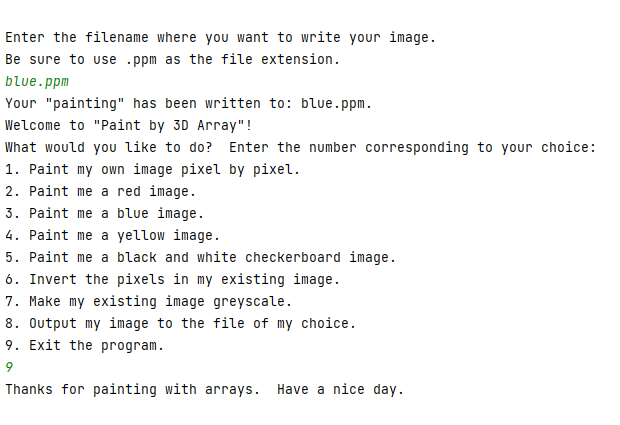 Enter the filename where you want to write your image.
Be sure to use .ppm as the file extension.
blue.ppm
Your "painting" has been written to: blue.ppm.
Welcome to "Paint by 3D Array"!
What would you like to do?  Enter the number corresponding to your choice:
1. Paint my own image pixel by pixel.
2. Paint me a red image.
3. Paint me a blue image.
4. Paint me a yellow image.
5. Paint me a black and white checkerboard image.
6. Invert the pixels in my existing image.
7. Make my existing image greyscale.
8. Output my image to the file of my choice.
9. Exit the program.
9
Thanks for painting with arrays.  Have a nice day.